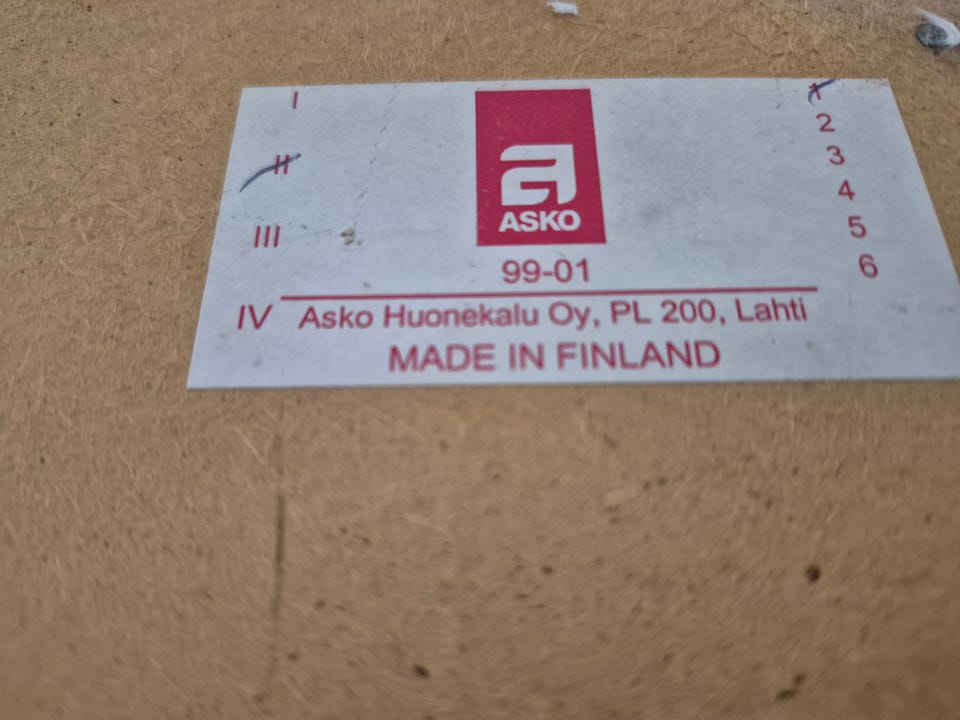 I
II
III
IV
ASKO
99-01
Asko Huonekalu Oy, PL 200, Lahti
MADE IN FINLAND
1
2
3
4
5
6